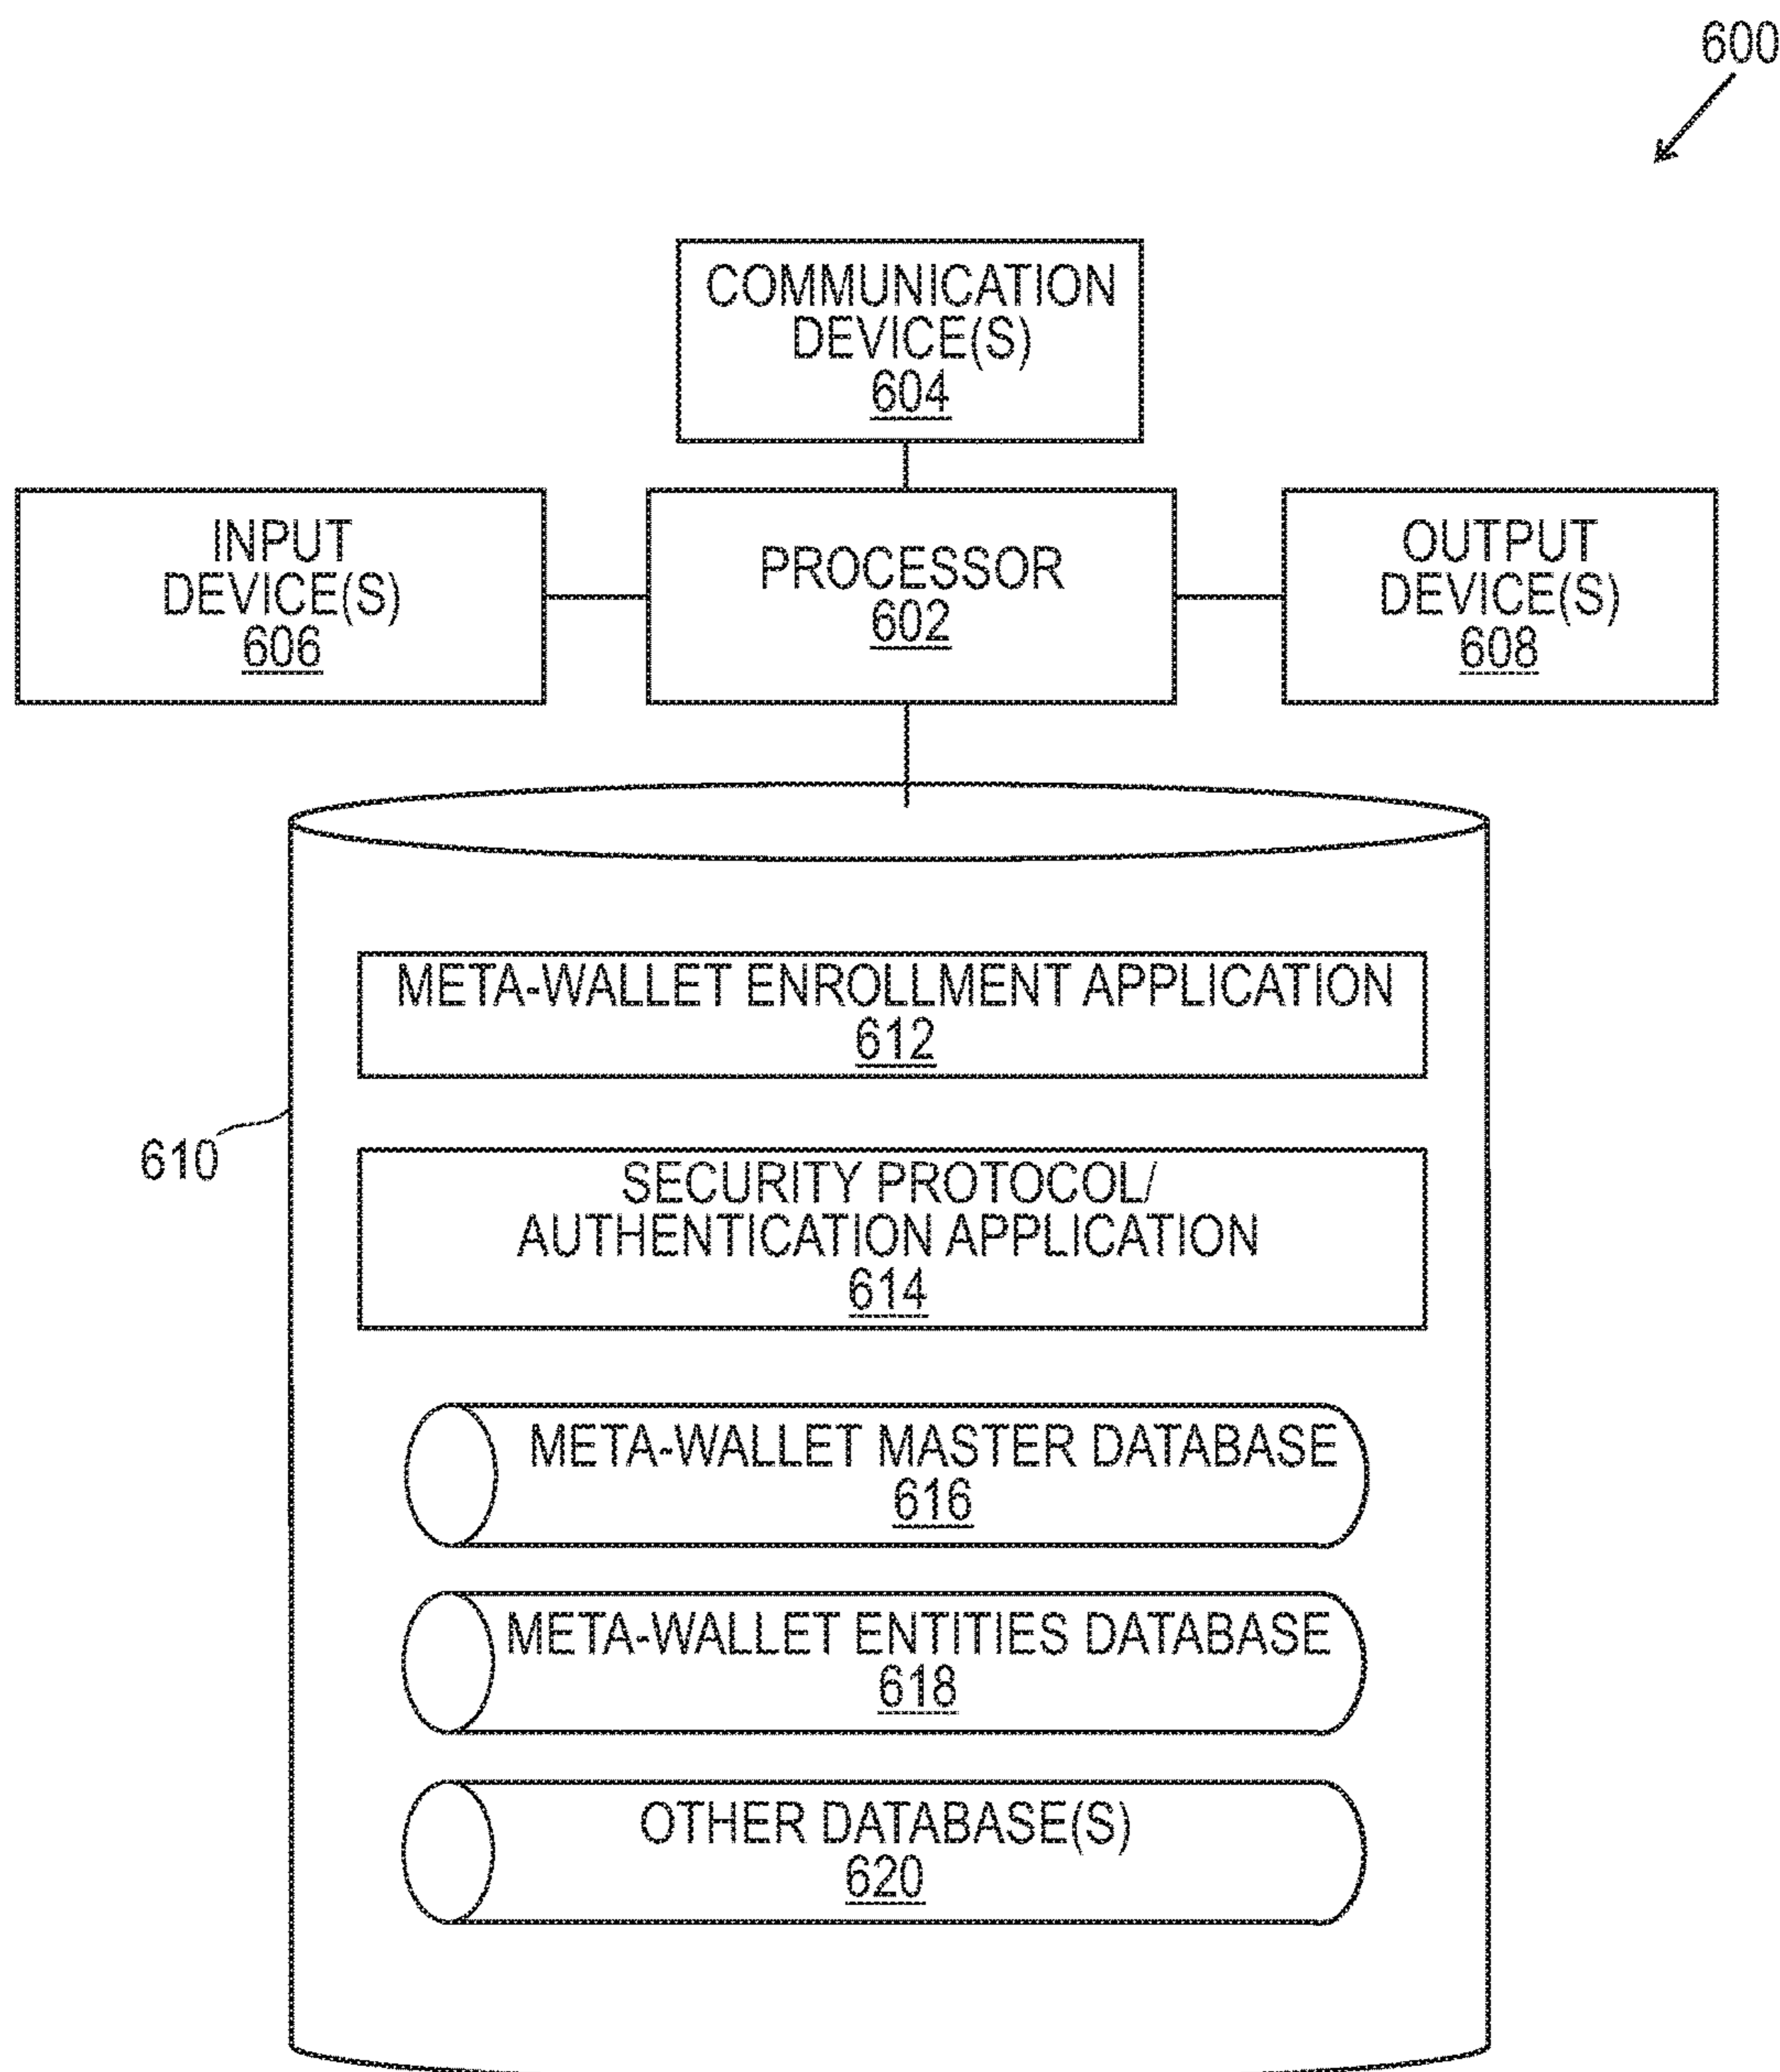 600
COMMUNICATION
DEVICE(S)
604
INPUT
DEVICE(S)
606
PROCESSOR
602
OUTPUT
DEVICE(S)
608
META-WALLET ENROLLMENT APPLICATION
612
610
SECURITY PROTOCOL/
AUTHENTICATION APPLICATION
614
META-WALLET MASTER DATABASE
616
META-WALLET ENTITIES DATABASE
618
OTHER DATABASE(S)
620